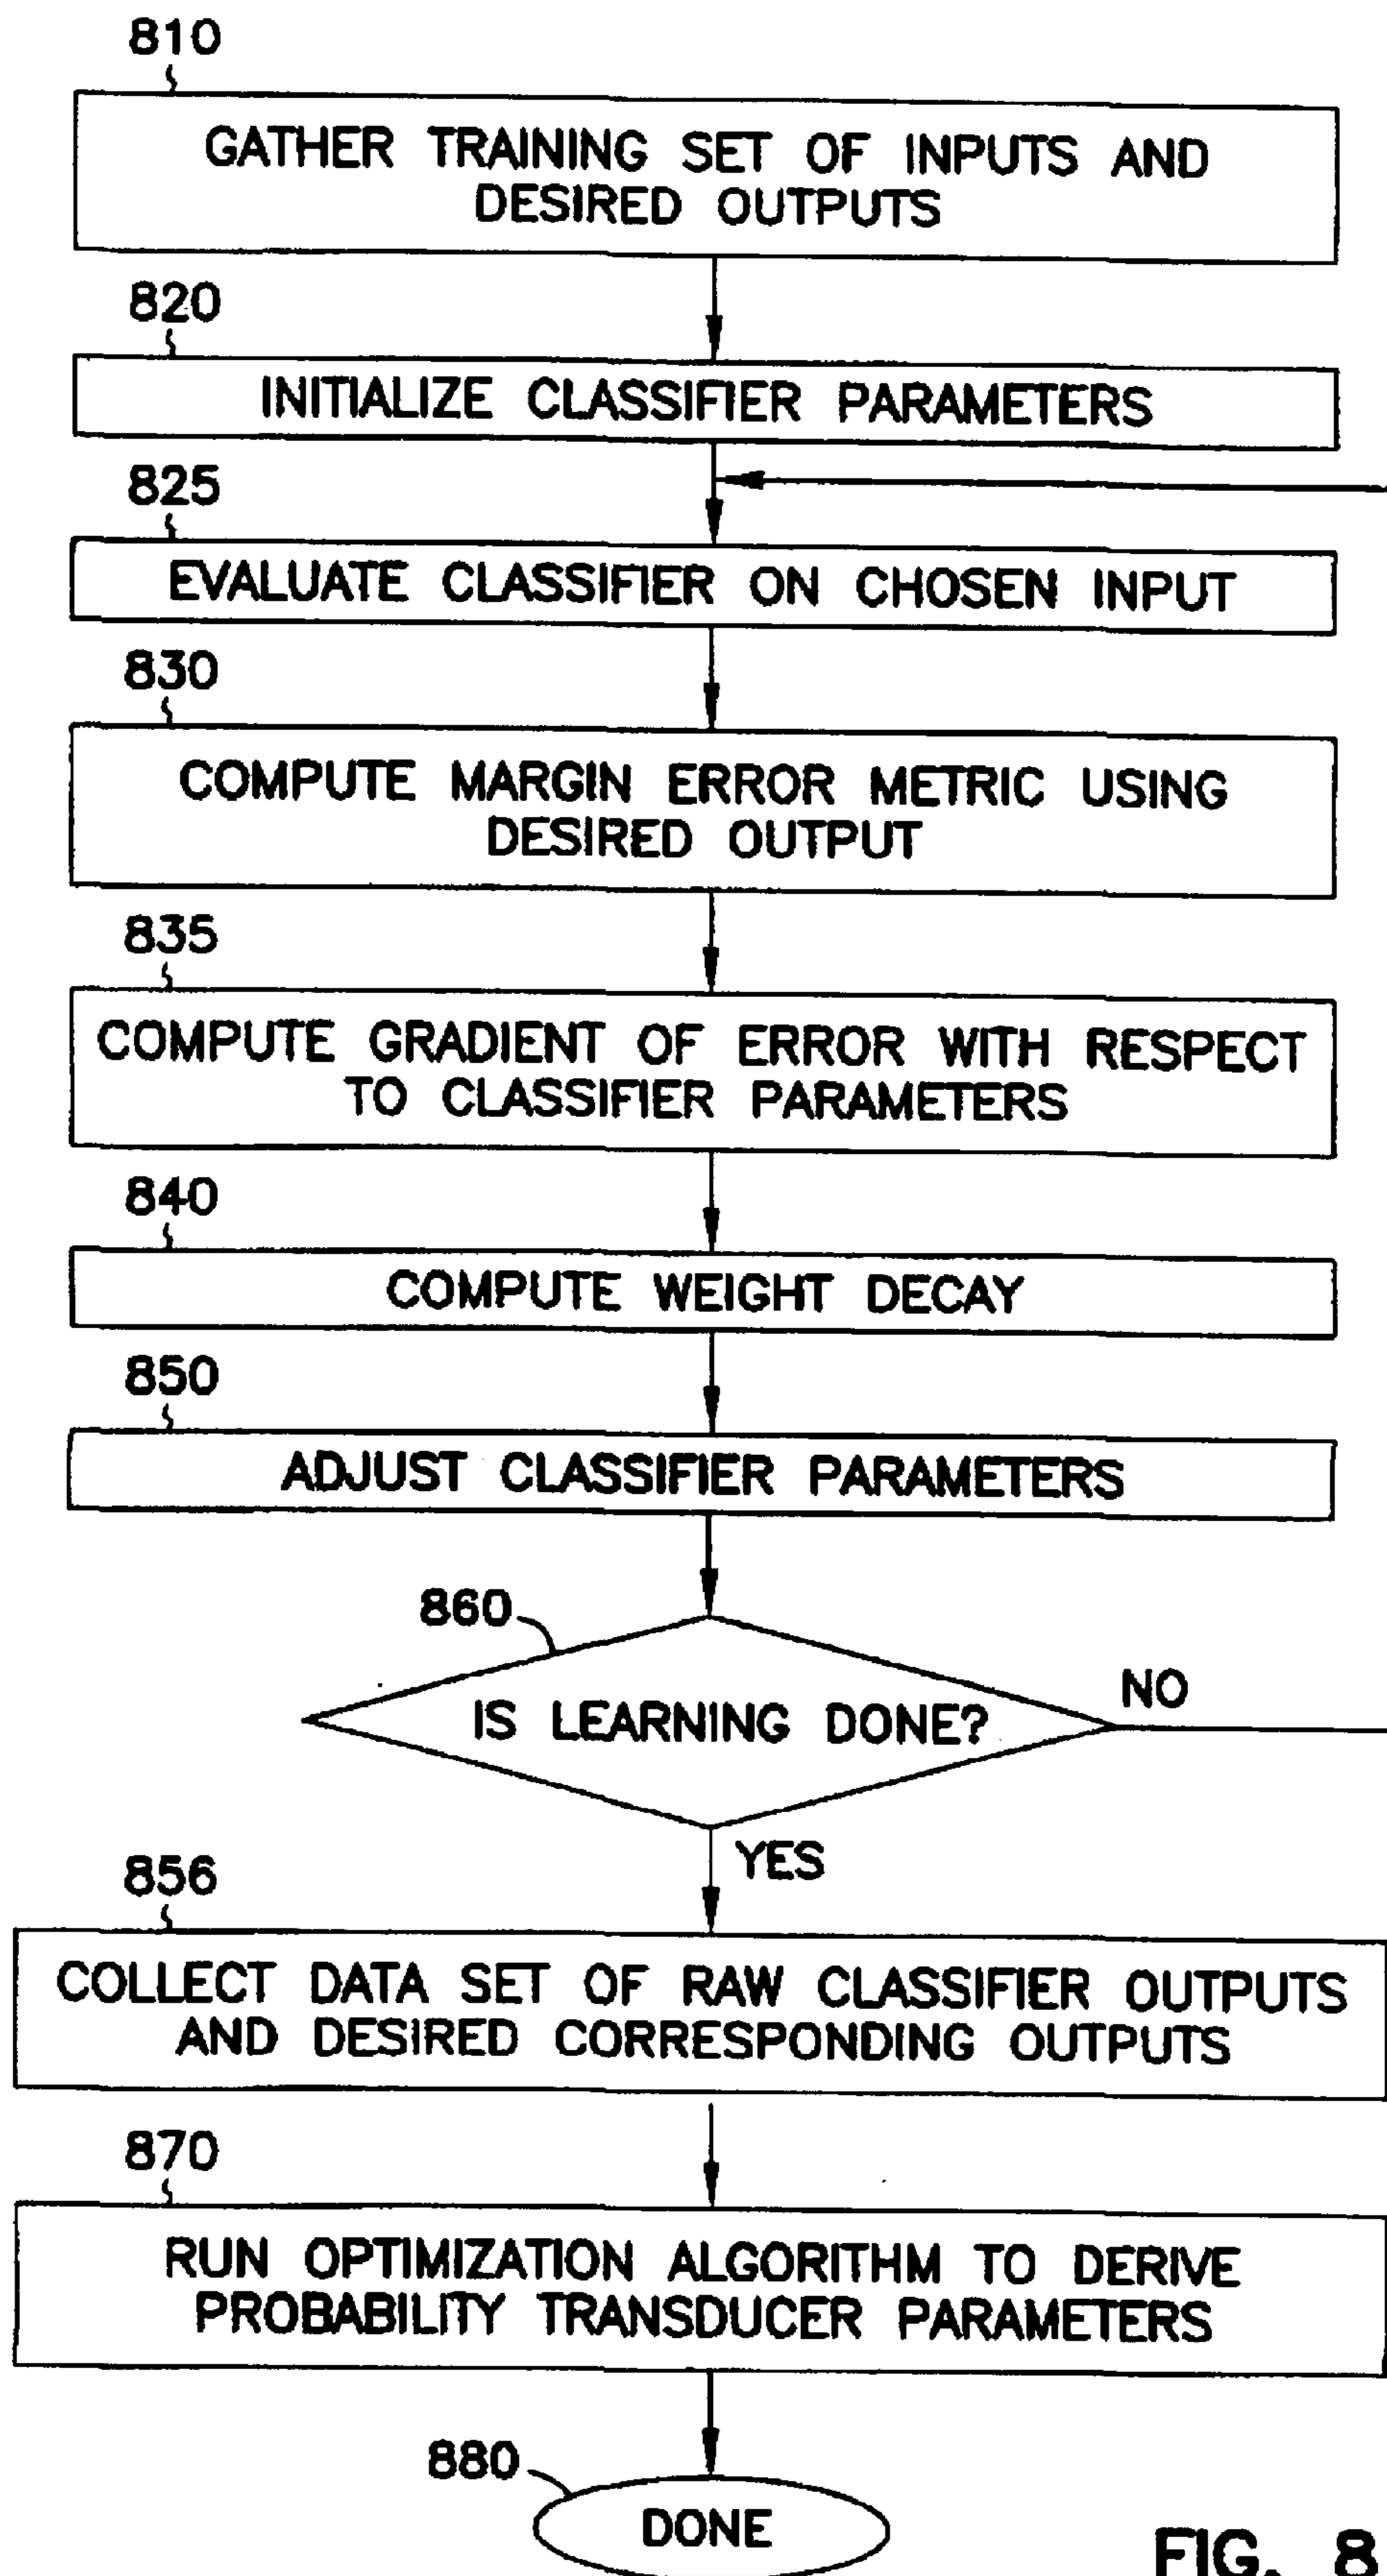 810
GATHER TRAINING SET OF INPUTS AND
DESIRED OUTPUTS
820
INITIALIZE CLASSIFIER PARAMETERS
825
EVALUATE CLASSIFIER ON CHOSEN INPUT
830
COMPUTE MARGIN ERROR METRIC USING
DESIRED OUTPUT
835
COMPUTE GRADIENT OF ERROR WITH RESPECT
TO CLASSIFIER PARAMETERS
840
COMPUTE WEIGHT DECAY
850
ADJUST CLASSIFIER PARAMETERS
860
IS LEARNING DONE?
NO
YES
856
COLLECT DATA SET OF RAW CLASSIFIER OUTPUTS
AND DESIRED CORRESPONDING OUTPUTS
870
RUN OPTIMIZATION ALGORITHM TO DERIVE
PROBABILITY TRANSDUCER PARAMETERS
880
DONE
FIG. 8